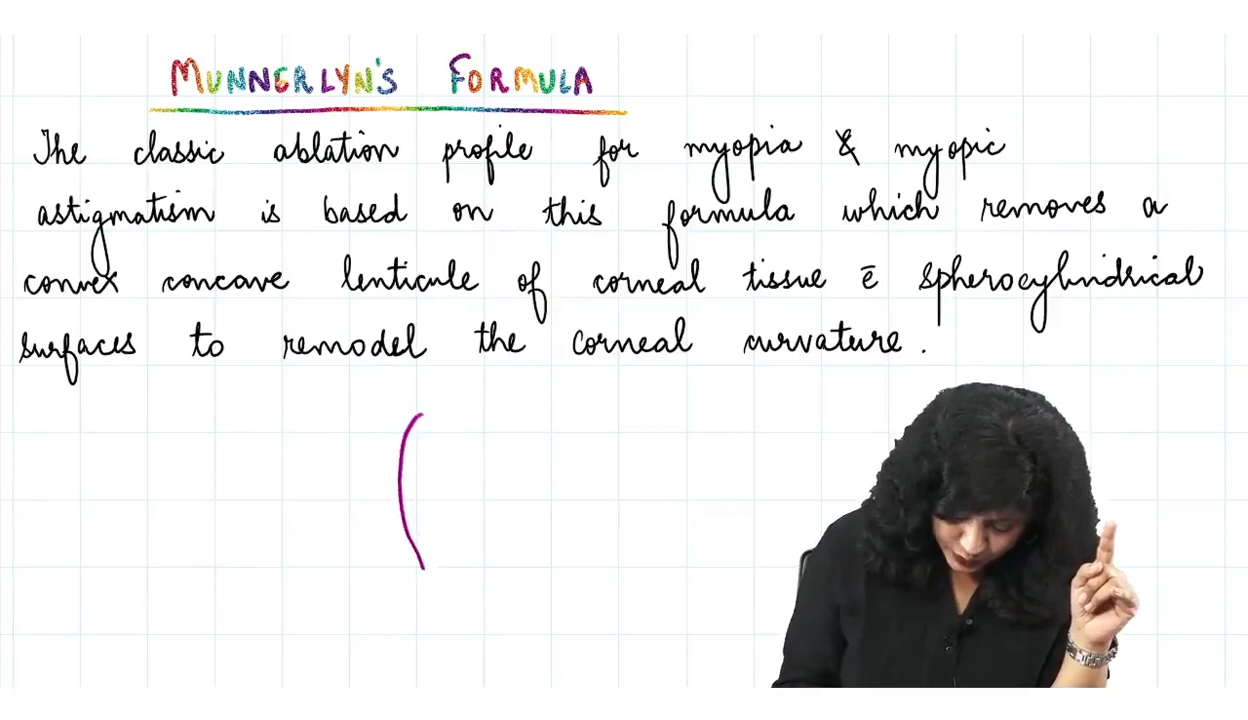 MUNNERLYN'S FORMULA
The classic ablation profile for myopia & myopic
astigmatism is based on this formula which removes a
convex concave lenticule of corneal tissue c̄ spherocylindrical
surfaces to remodel the corneal curvature.